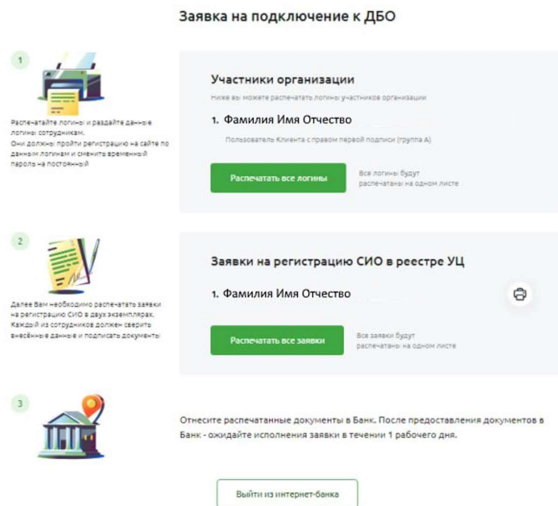 Заявка на подключение к ДБО
1
Распечатайте логины и раздайте данные
логины сотрудникам.
Они должны пройти регистрацию на сайте по
данным логинам и сменить временный
пароль на постоянный
Участники организации
Ниже вы можете распечатать логины участников организации
1. Фамилия Имя Отчество
Пользователь Клиента с правом первой подписи (группа А)
Распечатать все логины
Все логины будут
распечатаны на одном листе
2
Далее Вам необходимо распечатать заявки
на регистрацию СИО в двух экземплярах.
Каждый из сотрудников должен сверить
внесённые данные и подписать документы
Заявки на регистрацию СИО в реестре УЦ
1. Фамилия Имя Отчество
Распечатать все заявки
Все заявки будут
распечатаны на одном листе
3
Отнесите распечатанные документы в Банк. После предоставления документов в
Банк - ожидайте исполнения заявки в течении 1 рабочего дня.
Выйти из интернет-банка